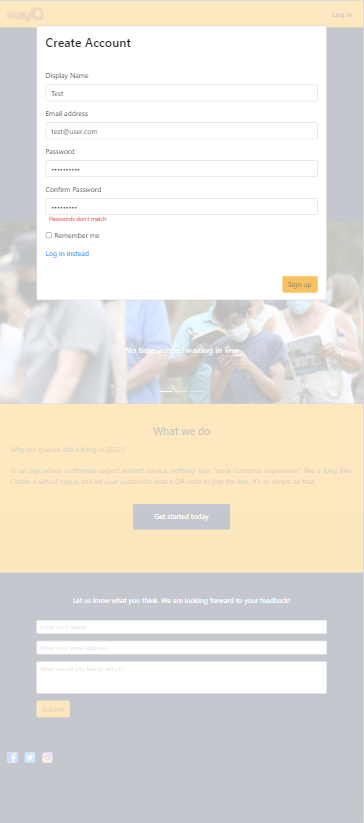 Log in
Create Account
Display Name
Test
Email address
test@user.com
Password
••••••••••
Confirm Password
•••••••••
Passwords don't match
Remember me
Log in instead
Sign up
No time wasted waiting in line
What we do
Why are queues still a thing in 2021?
In an age where customers expect instant service, nothing says "poor customer experience" like a long line.
Create a virtual queue and let your customers scan a QR code to join the line. It's as simple as that.
Get started today
Let us know what you think. We are looking forward to your feedback!
Enter your name
Enter your email address
What would you like to tell us?
Submit